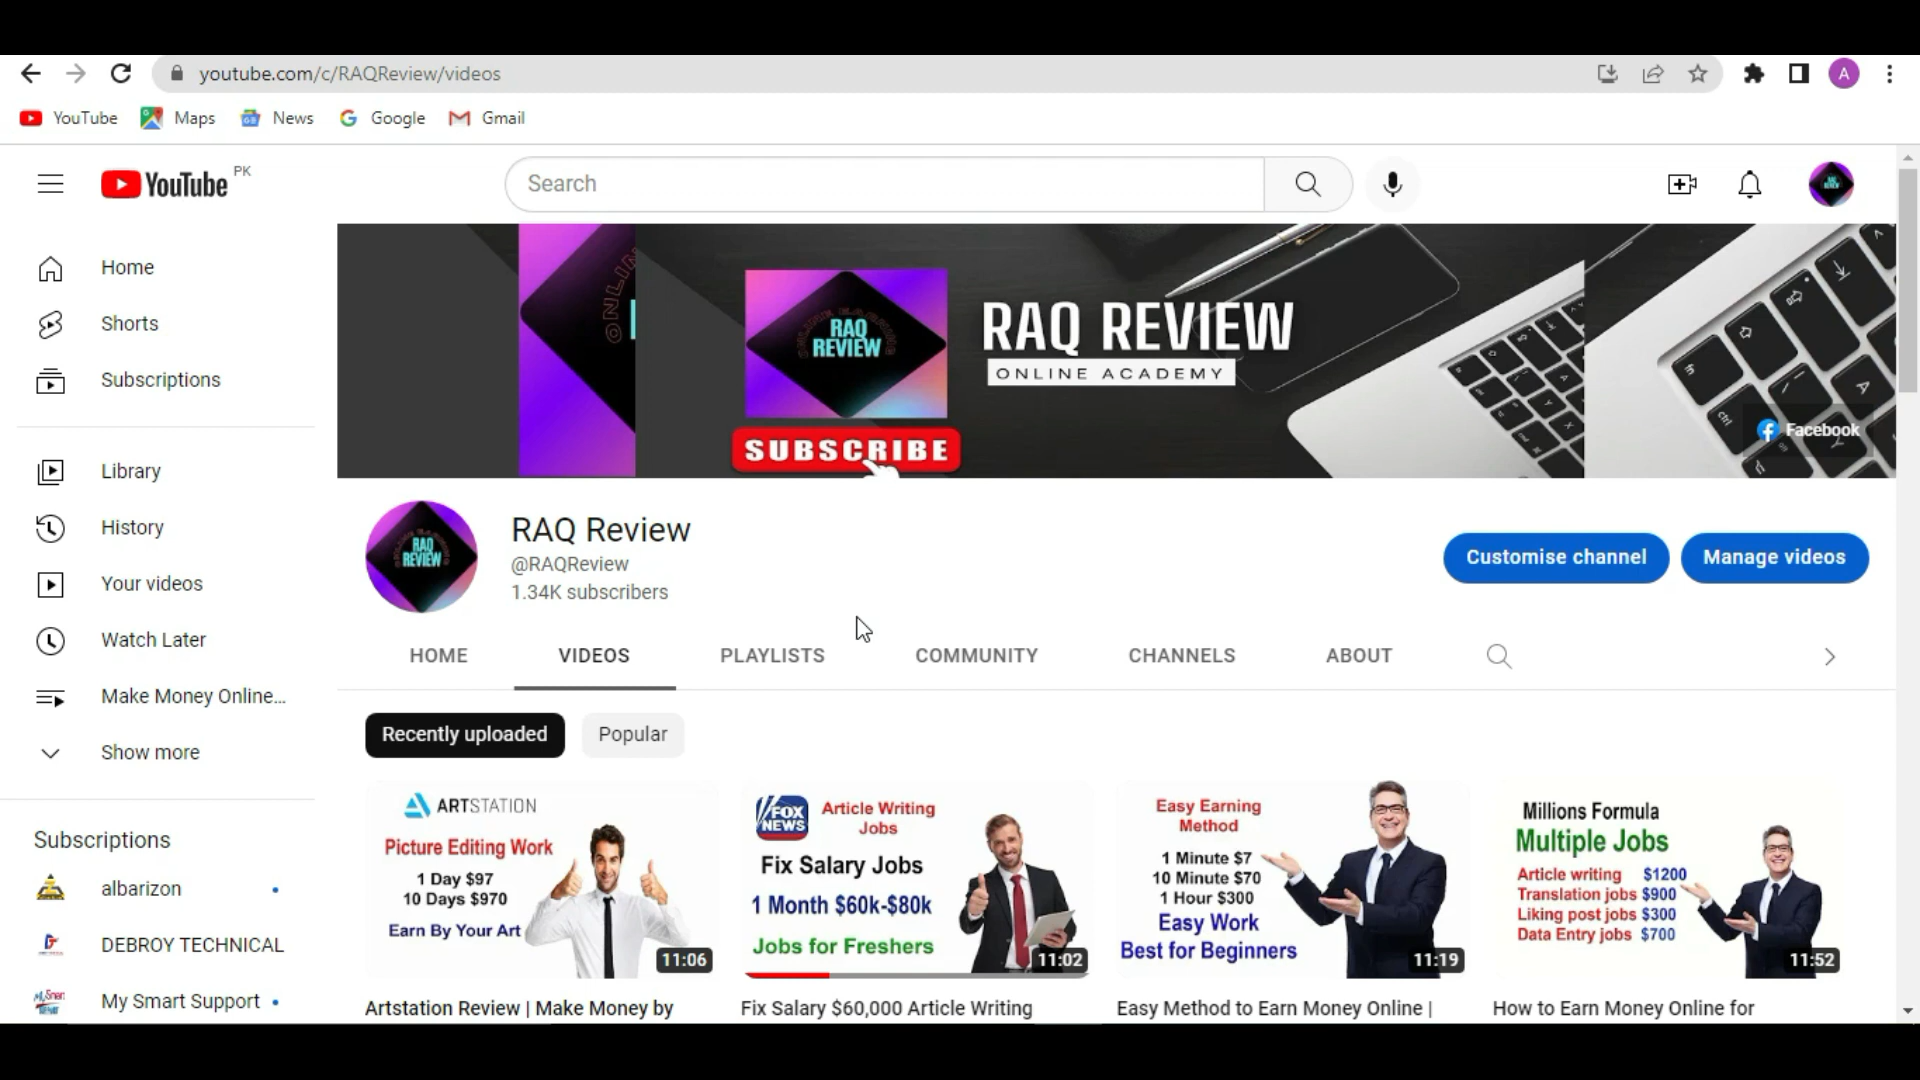 youtube.com/c/RAQReview/videos
A
YouTube
Maps
News
Google
Gmail
YouTube PK
Search
Home
Shorts
Subscriptions
Library
History
Your videos
Watch Later
Make Money Online...
Show more
Subscriptions
albarizon
DEBROY TECHNICAL
My Smart Support
RAQ
REVIEW
RAQ REVIEW
ONLINE ACADEMY
SUBSCRIBE
Facebook
RAQ
REVIEW
RAQ Review
@RAQReview
1.34K subscribers
Customise channel
Manage videos
HOME
VIDEOS
PLAYLISTS
COMMUNITY
CHANNELS
ABOUT
Recently uploaded
Popular
ARTSTATION
Picture Editing Work
1 Day $97
10 Days $970
Earn By Your Art
11:06
Artstation Review | Make Money by
FOX
NEWS
Article Writing
Jobs
Fix Salary Jobs
1 Month $60k-$80k
Jobs for Freshers
11:02
Fix Salary $60,000 Article Writing
Easy Earning
Method
1 Minute $7
10 Minute $70
1 Hour $300
Easy Work
Best for Beginners
11:19
Easy Method to Earn Money Online |
Millions Formula
Multiple Jobs
Article writing $1200
Translation jobs $900
Liking post jobs $300
Data Entry jobs $700
11:52
How to Earn Money Online for